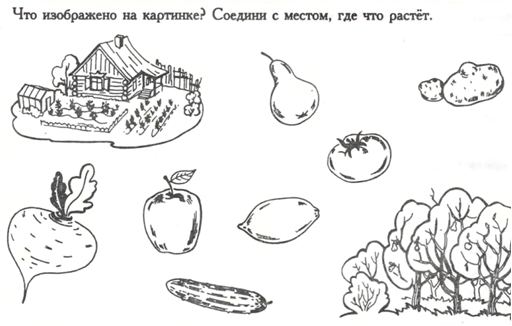 Что изображено на картинке? Соедини с местом, где что растёт.